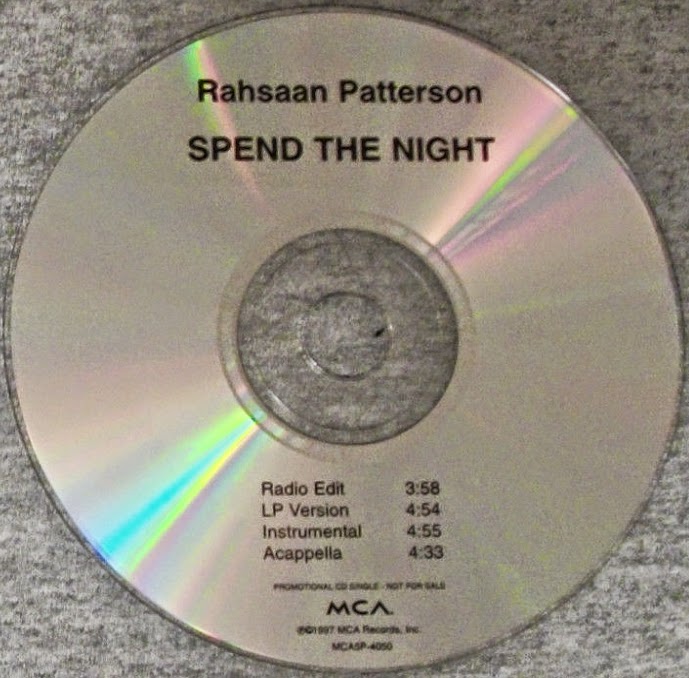 Rahsaan Patterson
SPEND THE NIGHT
Radio Edit 3:58
LP Version 4:54
Instrumental 4:55
Acappella 4:33
PROMOTIONAL CD SINGLE - NOT FOR SALE
MCA
℗©1997 MCA Records, Inc.
MCA5P-4050